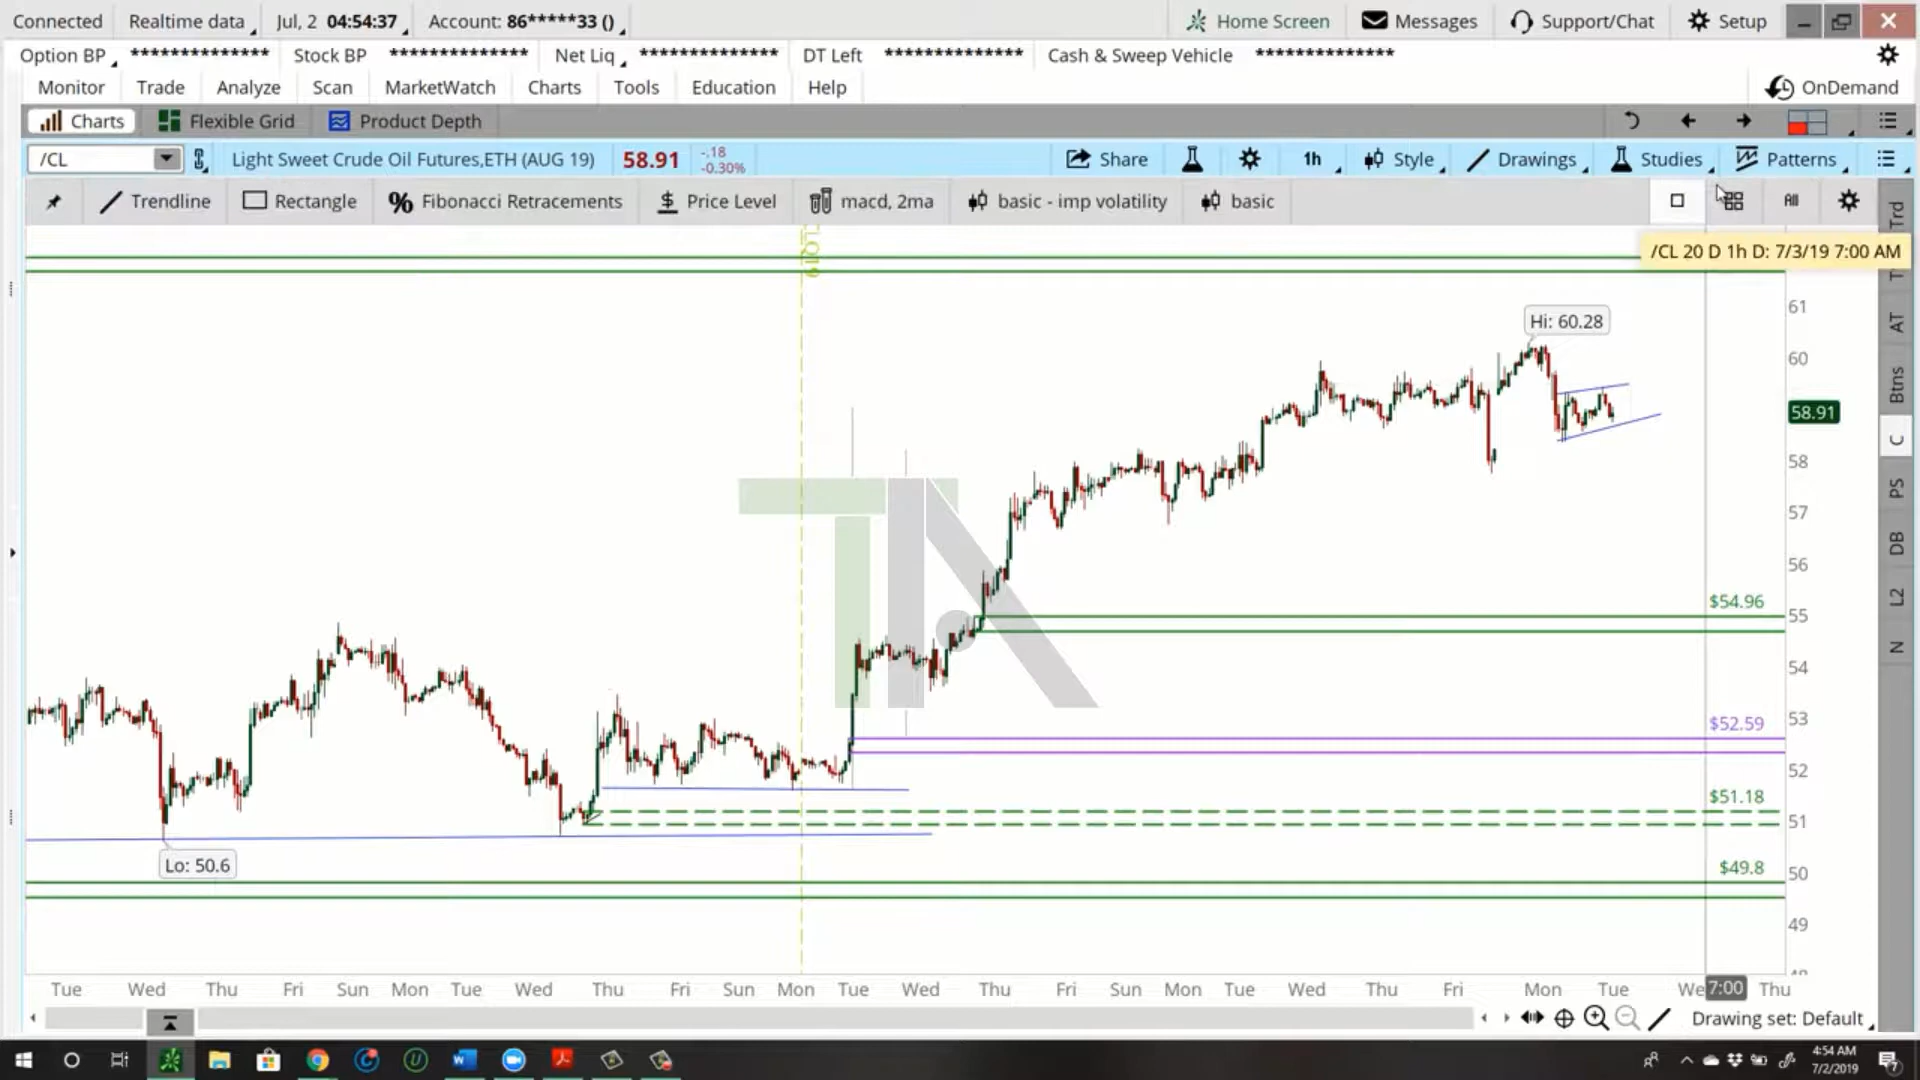 Connected Realtime data Jul, 2 04:54:37 Account: 86*****33 () Home Screen Messages Support/Chat Setup
Option BP ************** Stock BP ************** Net Liq ************** DT Left ************** Cash & Sweep Vehicle **************
Monitor Trade Analyze Scan MarketWatch Charts Tools Education Help OnDemand
Charts Flexible Grid Product Depth
/CL Light Sweet Crude Oil Futures,ETH (AUG 19) 58.91 -.18 -0.30% Share 1h Style Drawings Studies Patterns
Trendline Rectangle % Fibonacci Retracements $ Price Level macd, 2ma basic - imp volatility basic All
Trd
/CL 20 D 1h D: 7/3/19 7:00 AM
61
Hi: 60.28
AT
60
Btns
58.91
C
58
PS
57
DB
56
L2
$54.96
55
N
54
53
$52.59
52
$51.18
51
Lo: 50.6
$49.8
50
49
Tue Wed Thu Fri Sun Mon Tue Wed Thu Fri Sun Mon Tue Wed Thu Fri Sun Mon Tue Wed Thu Fri Mon Tue We 7:00 Thu
Drawing set: Default
4:54 AM
7/2/2019
7